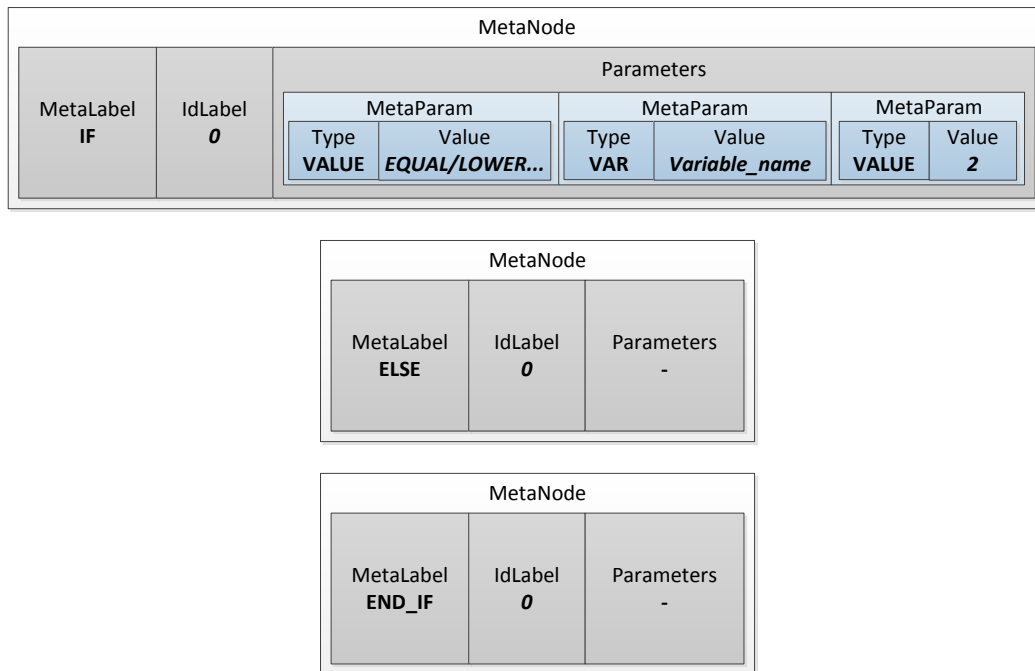 MetaNode
Parameters
MetaLabel IdLabel MetaParam MetaParam MetaParam
IF 0 Type Value Type Value Type Value
VALUE EQUAL/LOWER... VAR Variable_name VALUE 2
MetaNode
MetaLabel IdLabel Parameters
ELSE 0 -
MetaNode
MetaLabel IdLabel Parameters
END_IF 0 -